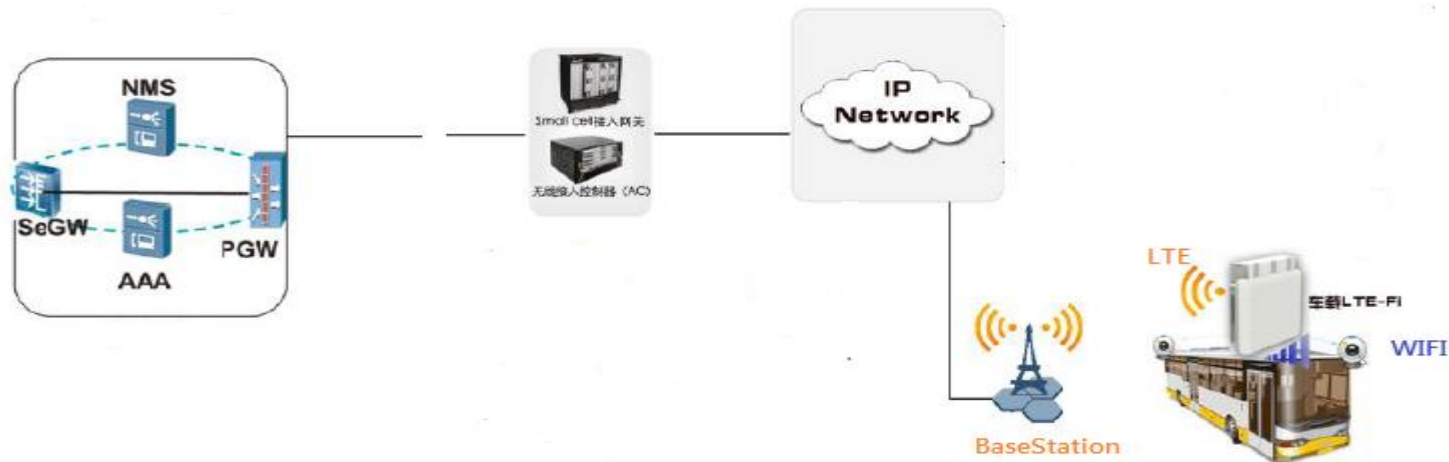 NMS
SeGW
PGW
AAA
Small cell接入网关
无线接入控制器（AC）
IP
Network
BaseStation
LTE
车载LTE-Fi
WIFI